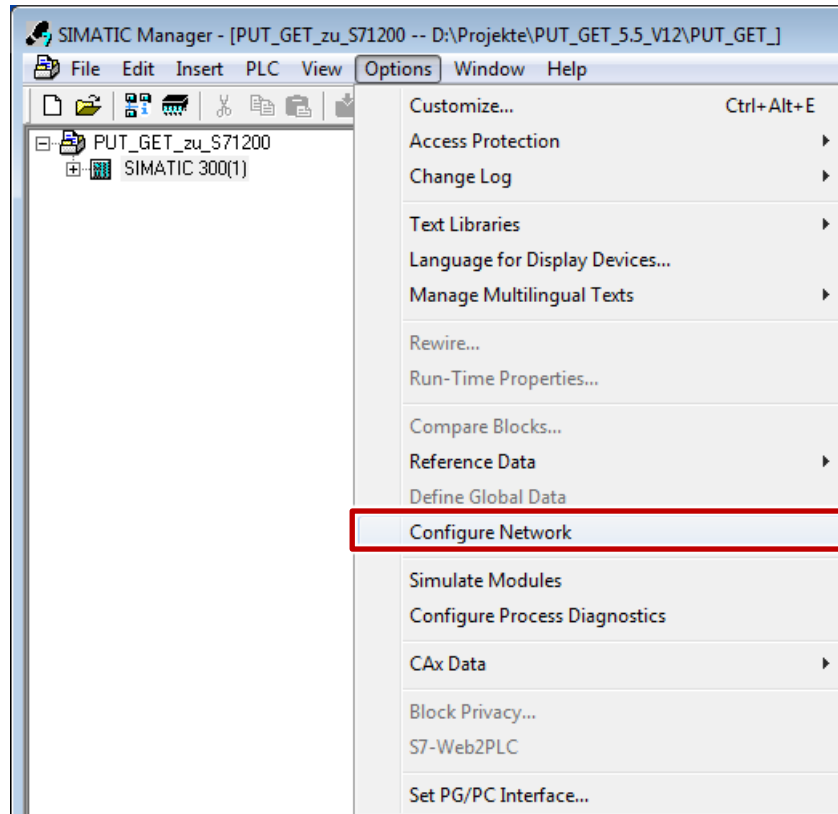 SIMATIC Manager - [PUT_GET_zu_S71200 -- D:\Projekte\PUT_GET_5.5_V12\PUT_GET_]
File Edit Insert PLC View Options Window Help
PUT_GET_zu_S71200
SIMATIC 300(1)
Customize... Ctrl+Alt+E
Access Protection
Change Log
Text Libraries
Language for Display Devices...
Manage Multilingual Texts
Rewire...
Run-Time Properties...
Compare Blocks...
Reference Data
Define Global Data
Configure Network
Simulate Modules
Configure Process Diagnostics
CAx Data
Block Privacy...
S7-Web2PLC
Set PG/PC Interface...